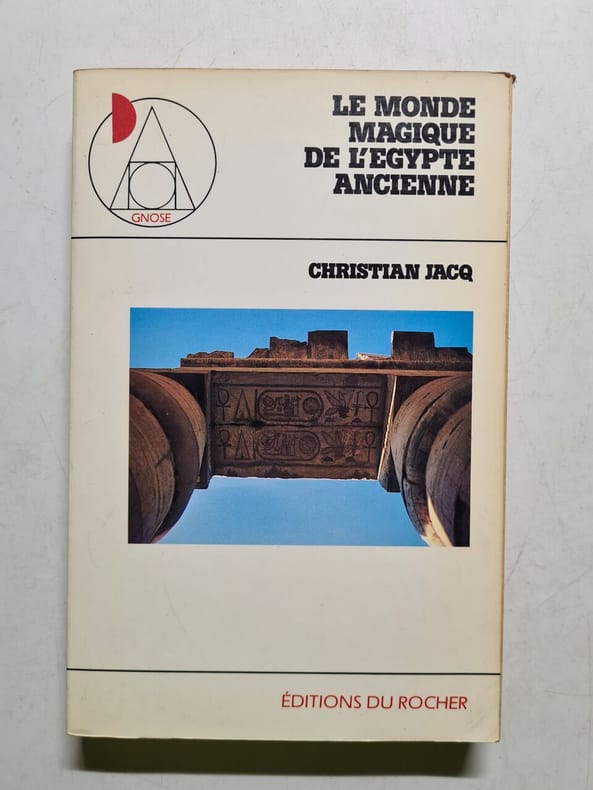 GNOSE
LE MONDE
MAGIQUE
DE L'EGYPTE
ANCIENNE
CHRISTIAN JACQ
ÉDITIONS DU ROCHER